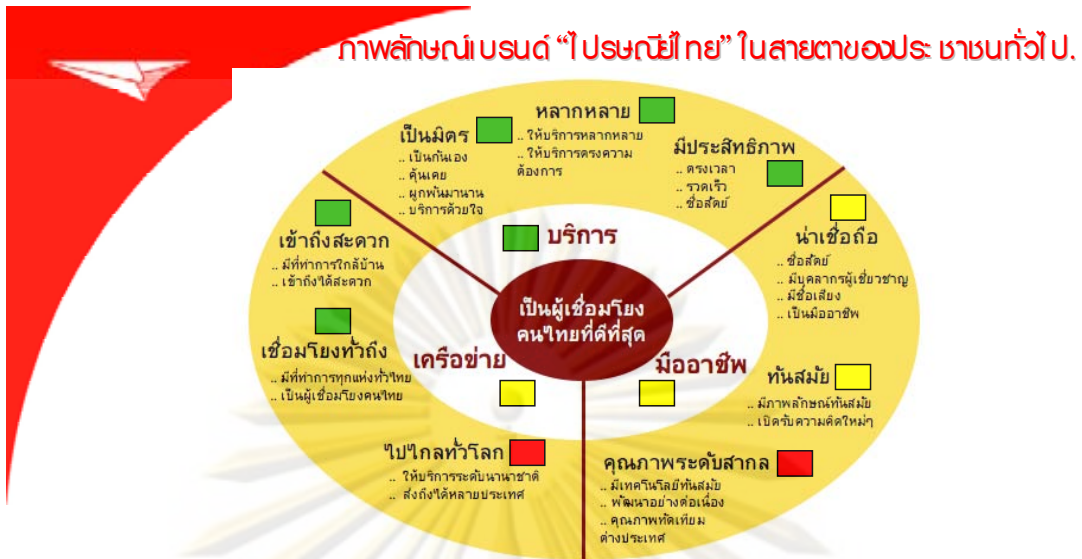 ภาพลักษณ์แบรนด์ “ไปรษณีย์ไทย” ในสายตาของประชาชนทั่วไป.
หลากหลาย
.. ให้บริการหลากหลาย
.. ให้บริการตรงความ
ต้องการ
เป็นมิตร
.. เป็นกันเอง
.. คุ้นเคย
.. ผูกพันมานาน
.. บริการด้วยใจ
มีประสิทธิภาพ
.. ตรงเวลา
.. รวดเร็ว
.. ซื่อสัตย์
เข้าถึงสะดวก
.. มีที่ทำการใกล้บ้าน
.. เข้าถึงได้สะดวก
บริการ
น่าเชื่อถือ
.. ซื่อสัตย์
.. มีบุคลากรผู้เชี่ยวชาญ
.. มีชื่อเสียง
.. เป็นมืออาชีพ
เป็นผู้เชื่อมโยง
คนไทยที่ดีที่สุด
เชื่อมโยงทั่วถึง
.. มีที่ทำการทุกแห่งทั่วไทย
.. เป็นผู้เชื่อมโยงคนไทย
เครือข่าย
มืออาชีพ
ทันสมัย
.. มีภาพลักษณ์ทันสมัย
.. เปิดรับความคิดใหม่ๆ
ไปไกลทั่วโลก
.. ให้บริการระดับนานาชาติ
.. ส่งถึงได้หลายประเทศ
คุณภาพระดับสากล
.. มีเทคโนโลยีทันสมัย
.. พัฒนาอย่างต่อเนื่อง
.. คุณภาพทัดเทียม
ต่างประเทศ